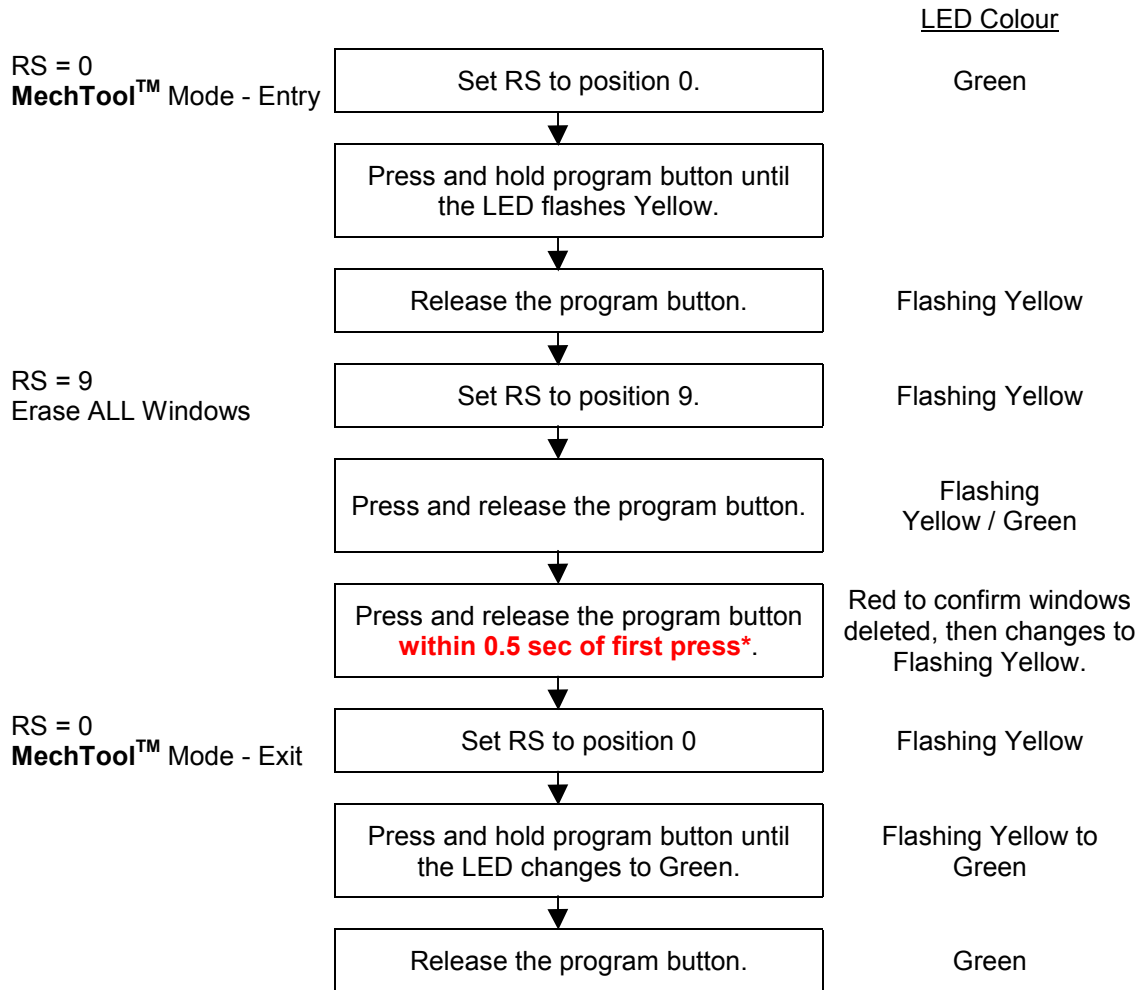 LED Colour
RS = 0
MechTool™ Mode - Entry
Set RS to position 0.
Green
Press and hold program button until
the LED flashes Yellow.
Release the program button.
Flashing Yellow
RS = 9
Erase ALL Windows
Set RS to position 9.
Flashing Yellow
Press and release the program button.
Flashing
Yellow / Green
Press and release the program button
within 0.5 sec of first press*.
Red to confirm windows
deleted, then changes to
Flashing Yellow.
RS = 0
MechTool™ Mode - Exit
Set RS to position 0
Flashing Yellow
Press and hold program button until
the LED changes to Green.
Flashing Yellow to
Green
Release the program button.
Green